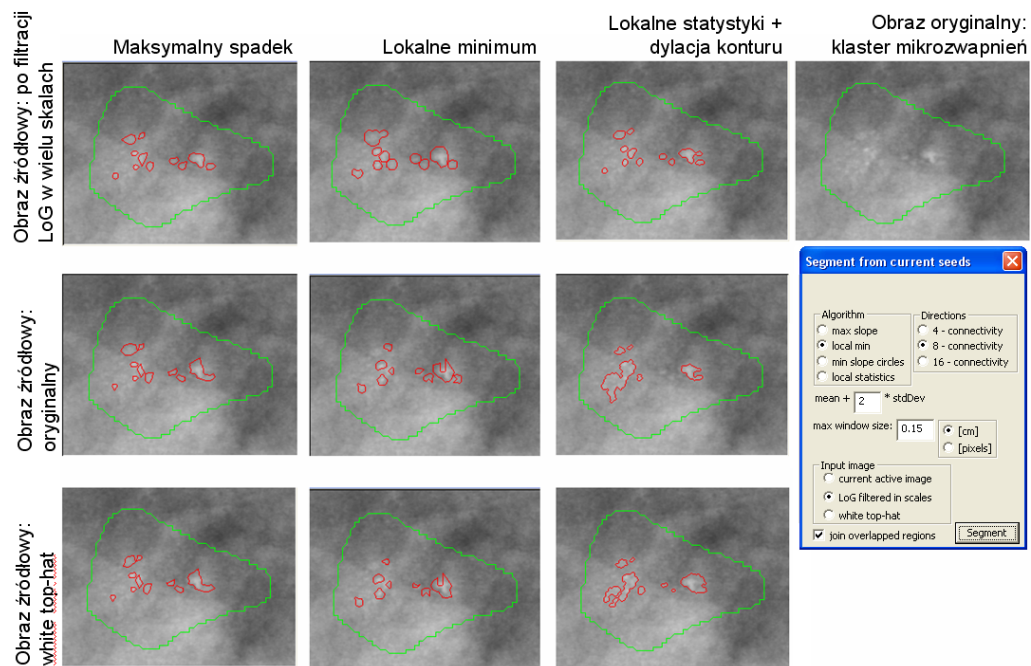 Maksymalny spadek
Lokalne minimum
Lokalne statystyki +
dylacja konturu
Obraz oryginalny:
klaster mikrozwapnień
Obraz źródłowy: po filtracji
LoG w wielu skalach
Obraz źródłowy:
oryginalny
Obraz źródłowy:
white top-hat
Segment from current seeds
Algorithm
max slope
local min
min slope circles
local statistics
Directions
4 - connectivity
8 - connectivity
16 - connectivity
mean + 2 * stdDev
max window size: 0.15
[cm]
[pixels]
Input image
current active image
LoG filtered in scales
white top-hat
join overlapped regions
Segment